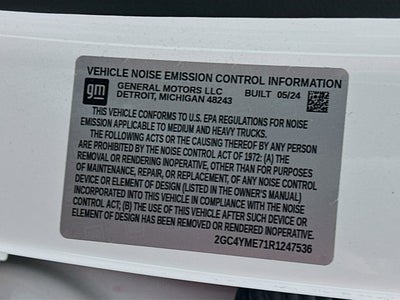 VEHICLE NOISE EMISSION CONTROL INFORMATION
gm GENERAL MOTORS LLC BUILT 05/24
DETROIT, MICHIGAN 48243
THIS VEHICLE CONFORMS TO U.S. EPA REGULATIONS FOR NOISE
EMISSION APPLICABLE TO MEDIUM AND HEAVY TRUCKS.
THE FOLLOWING ACTS OR THE CAUSING THEREOF BY ANY PERSON
ARE PROHIBITED BY THE NOISE CONTROL ACT OF 1972: (A) THE
REMOVAL OR RENDERING INOPERATIVE, OTHER THAN FOR PURPOSES
OF MAINTENANCE, REPAIR, OR REPLACEMENT, OF ANY NOISE CONTROL
DEVICE OR ELEMENT OF DESIGN (LISTED IN THE OWNER'S MANUAL)
INCORPORATED INTO THIS VEHICLE IN COMPLIANCE WITH THE NOISE
CONTROL ACT; (B) THE USE OF THIS VEHICLE AFTER SUCH DEVICE OR
ELEMENT OF DESIGN HAS BEEN REMOVED OR RENDERED INOPERATIVE.
2GC4YME71R1247536